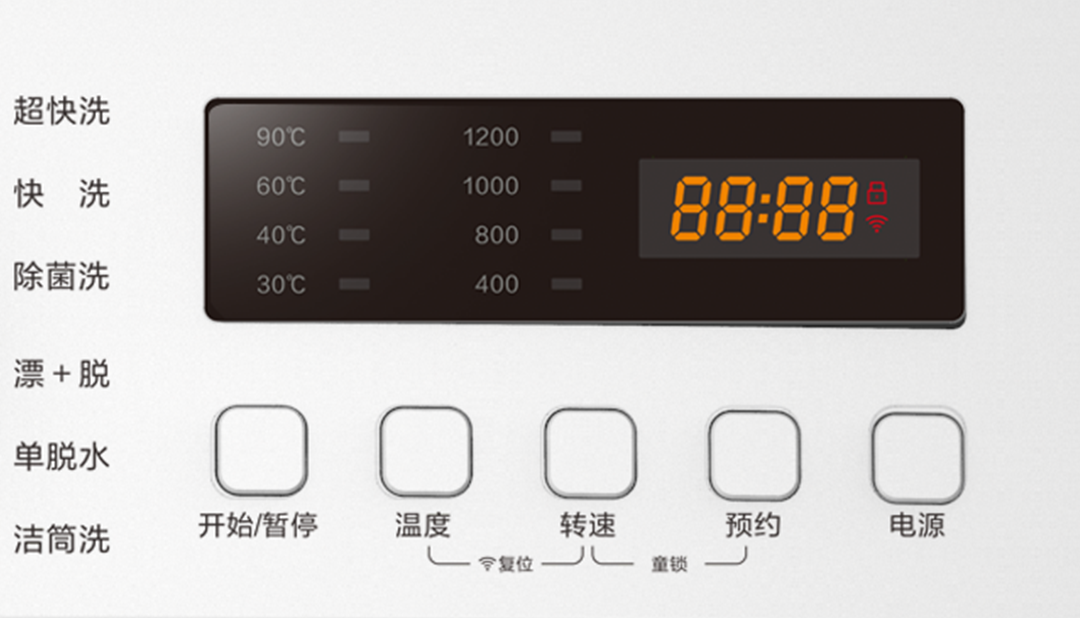 超快洗
快 洗
除菌洗
漂+脱
单脱水
洁筒洗
90℃ 1200
60℃ 1000
40℃ 800
30℃ 400
88:88
开始/暂停 温度 转速 预约 电源
复位 童锁